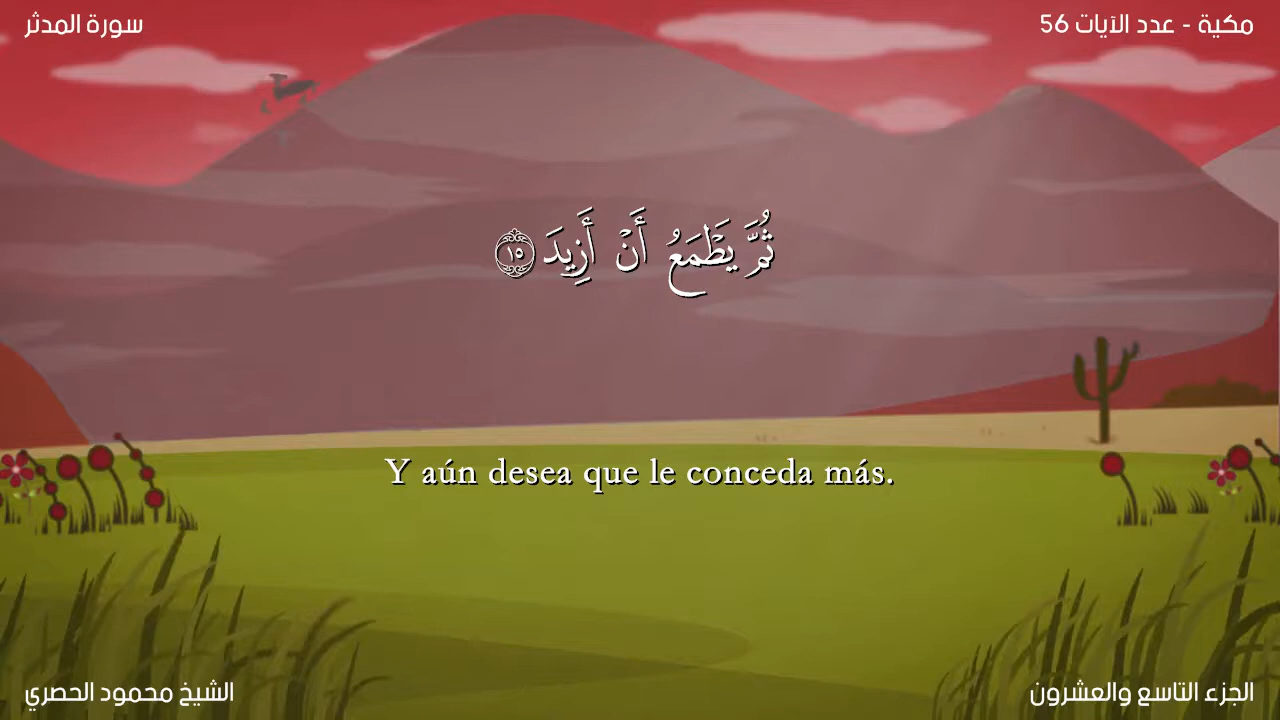 سورة المدثر
مكية - عدد الآيات 56
ثُمَّ يَطْمَعُ أَنْ أَزِيدَ ١٥
Y aún desea que le conceda más.
الشيخ محمود الحصري
الجزء التاسع والعشرون